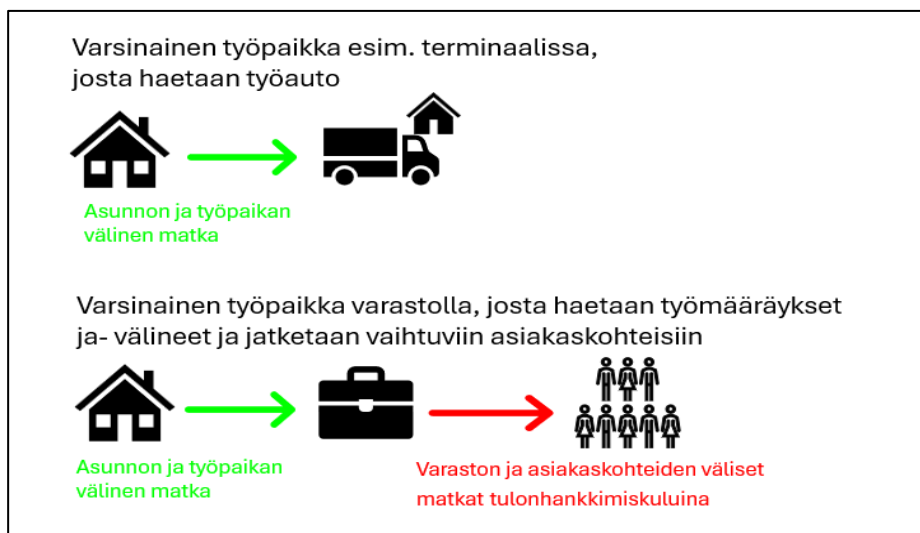 Varsinainen työpaikka esim. terminaalissa,
josta haetaan työauto
Asunnon ja työpaikan
välinen matka
Varsinainen työpaikka varastolla, josta haetaan työmääräykset
ja- välineet ja jatketaan vaihtuviin asiakaskohteisiin
Asunnon ja työpaikan
välinen matka
Varaston ja asiakaskohteiden väliset
matkat tulonhankkimiskuluina